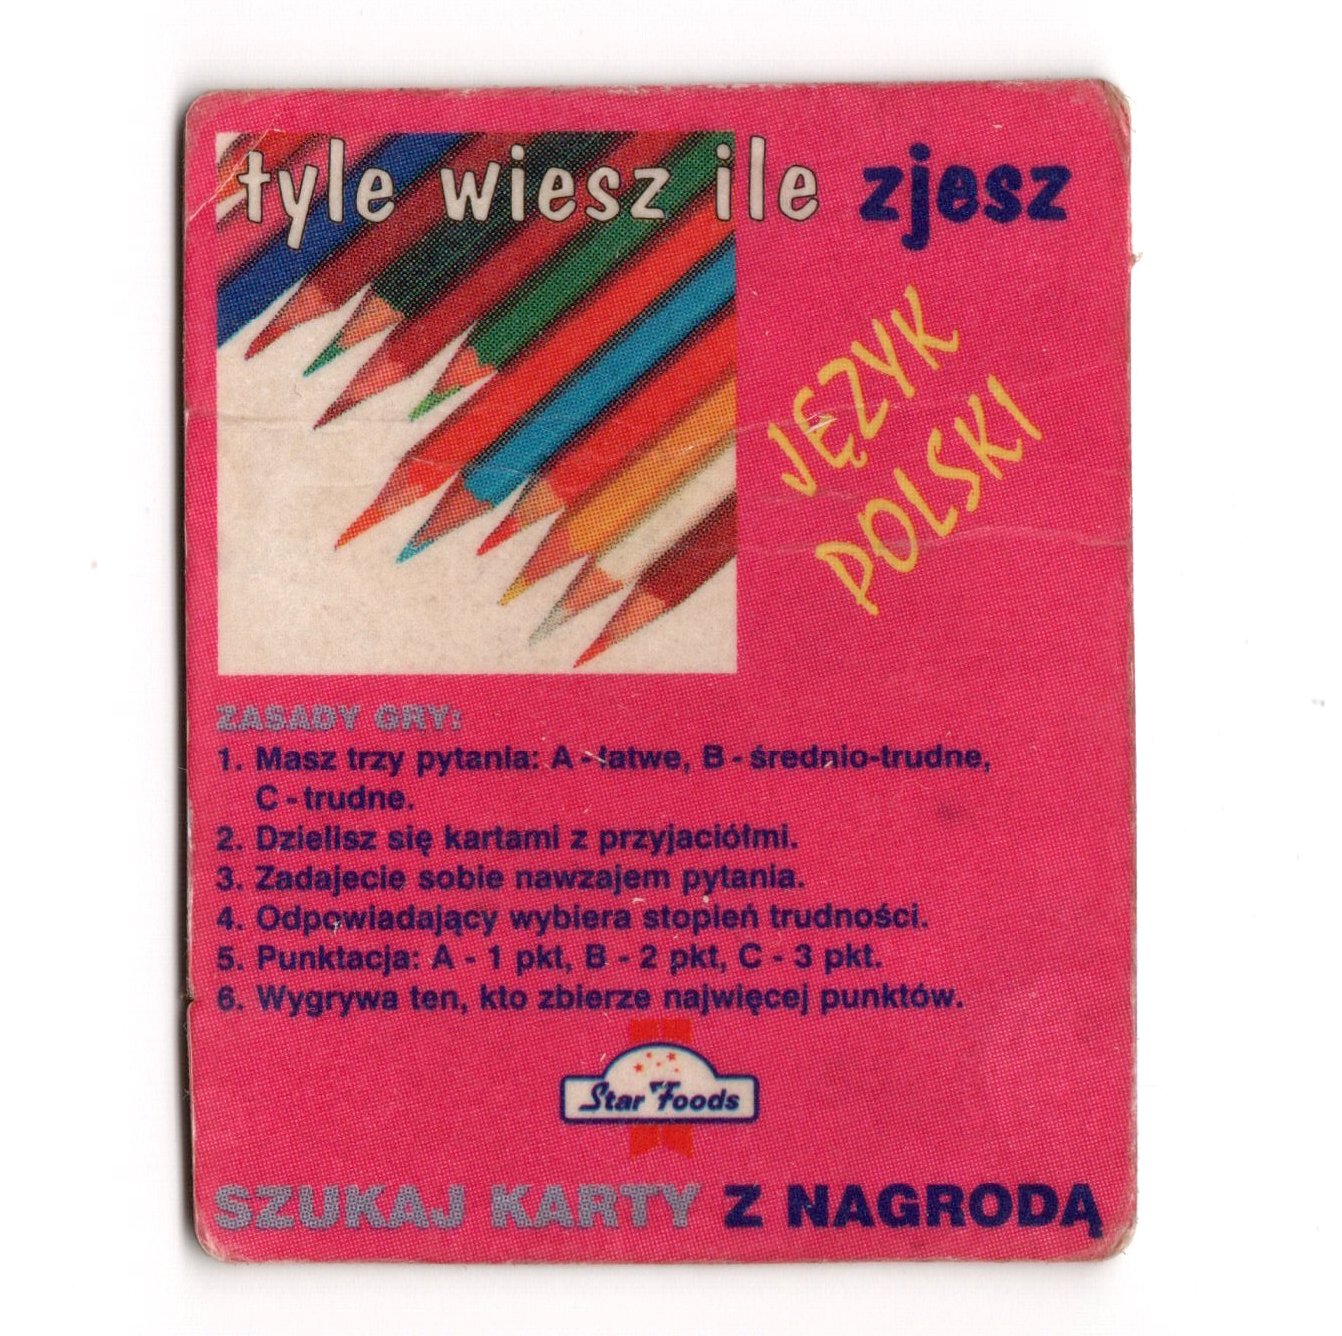 tyle wiesz ile zjesz
JĘZYK
POLSKI
ZASADY GRY:
1. Masz trzy pytania: A - łatwe, B - średnio-trudne,
C - trudne.
2. Dzielisz się kartami z przyjaciółmi.
3. Zadajecie sobie nawzajem pytania.
4. Odpowiadający wybiera stopień trudności.
5. Punktacja: A - 1 pkt, B - 2 pkt, C - 3 pkt.
6. Wygrywa ten, kto zbierze najwięcej punktów.
Star Foods
SZUKAJ KARTY Z NAGRODĄ